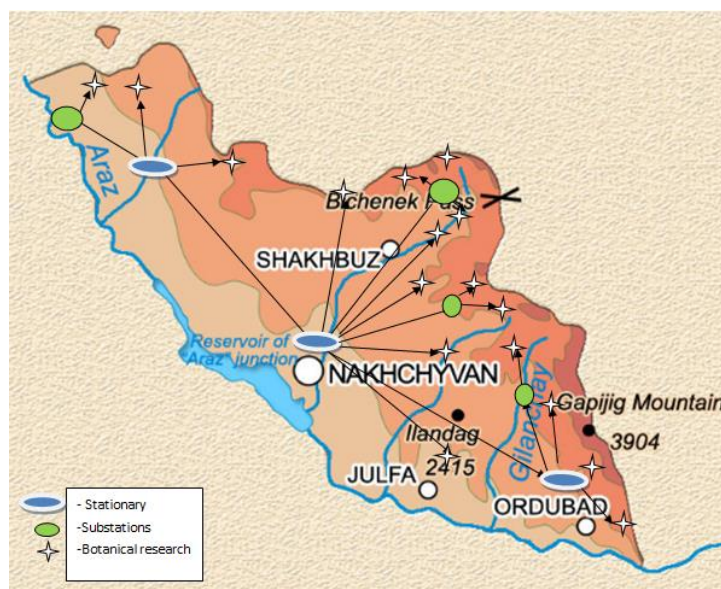 Araz
Bichenek Pass
SHAKHBUZ
Reservoir of
"Araz" junction
NAKHCHYVAN
Gilanchay
Gapijig Mountain
3904
Ilandag
2415
JULFA
ORDUBAD
- Stationary
-Substations
-Botanical research